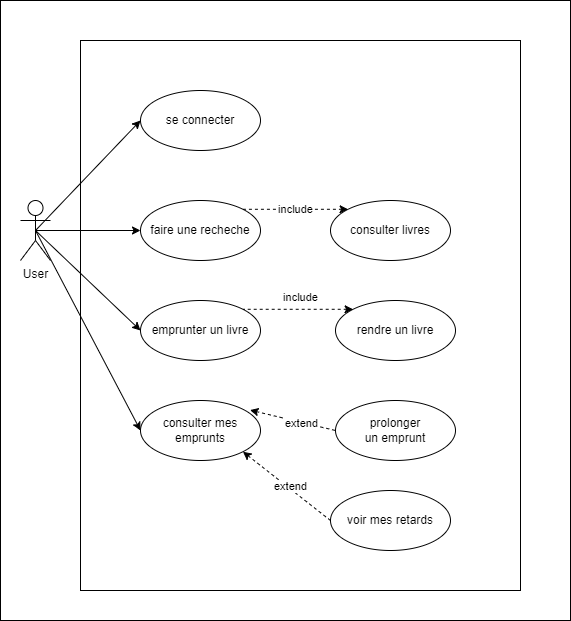 se connecter
faire une recheche
include
consulter livres
User
include
emprunter un livre
rendre un livre
consulter mes
emprunts
extend
prolonger
un emprunt
extend
voir mes retards